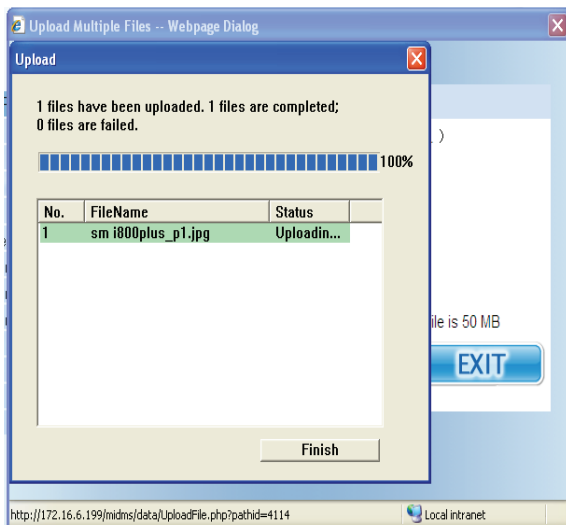 Upload Multiple Files -- Webpage Dialog
Upload
1 files have been uploaded. 1 files are completed;
0 files are failed.
100%
No. FileName Status
1 sm i800plus_p1.jpg Uploadin...
Finish
)
ile is 50 MB
EXIT
http://172.16.6.199/midms/data/UploadFile.php?pathid=4114 Local intranet